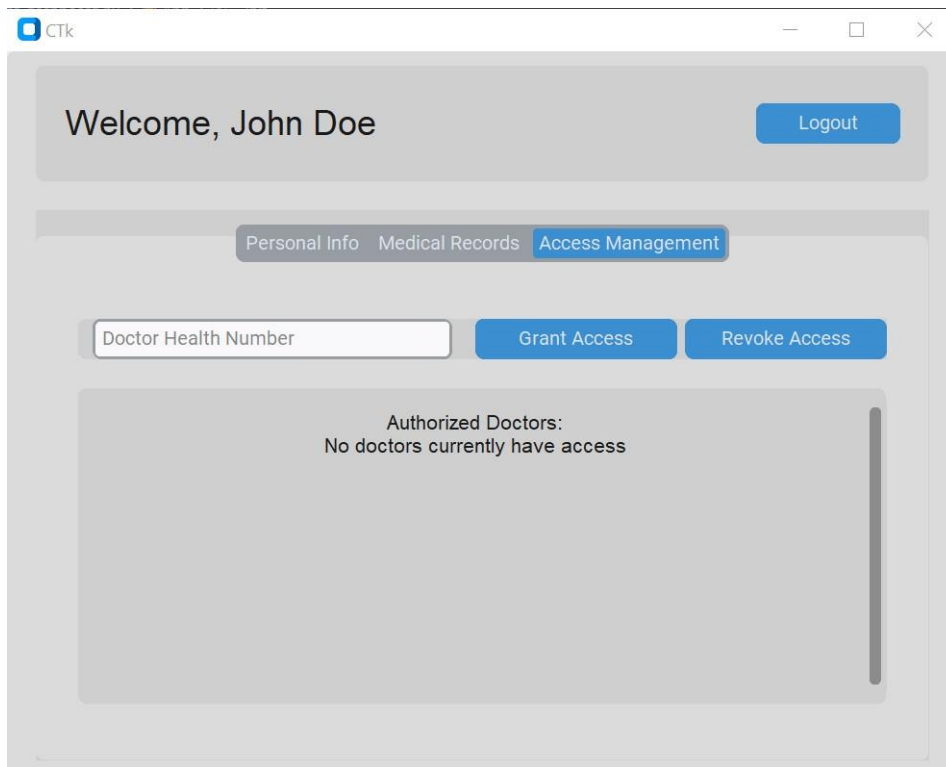 CTk
Welcome, John Doe
Logout
Personal Info Medical Records Access Management
Doctor Health Number
Grant Access
Revoke Access
Authorized Doctors:
No doctors currently have access